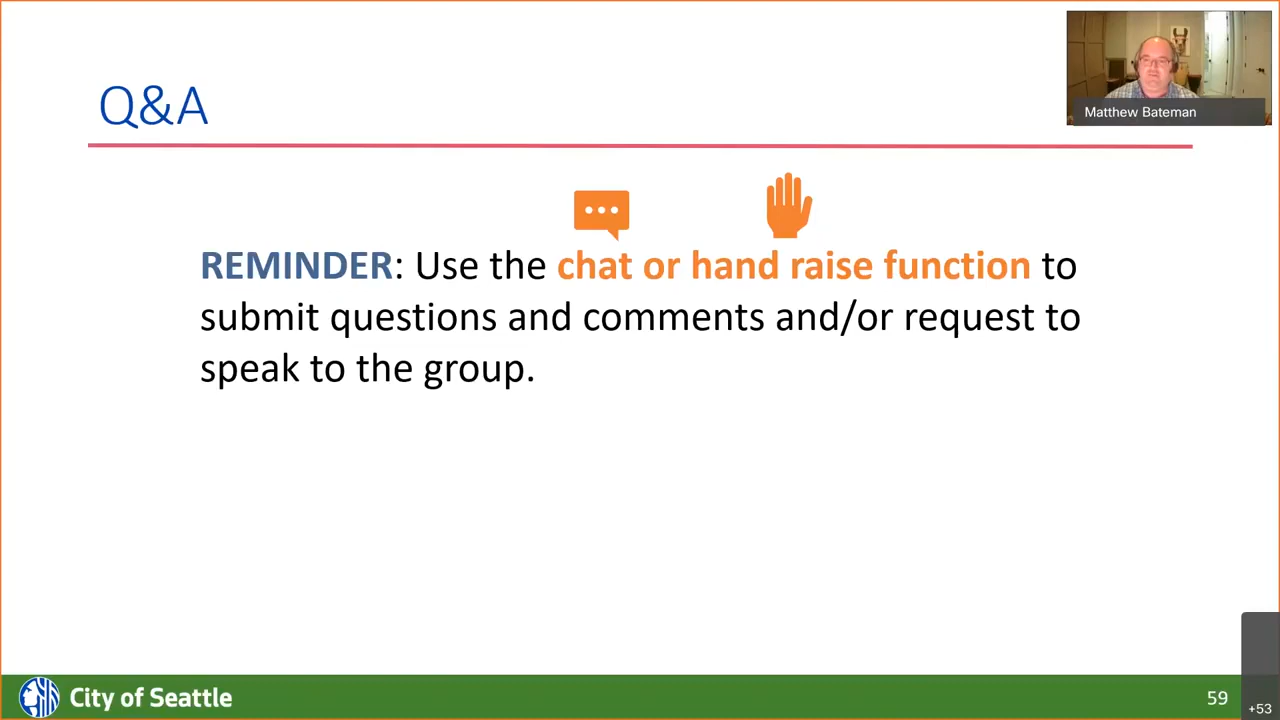 Q&A
Matthew Bateman
REMINDER: Use the chat or hand raise function to
submit questions and comments and/or request to
speak to the group.
City of Seattle
59
+53